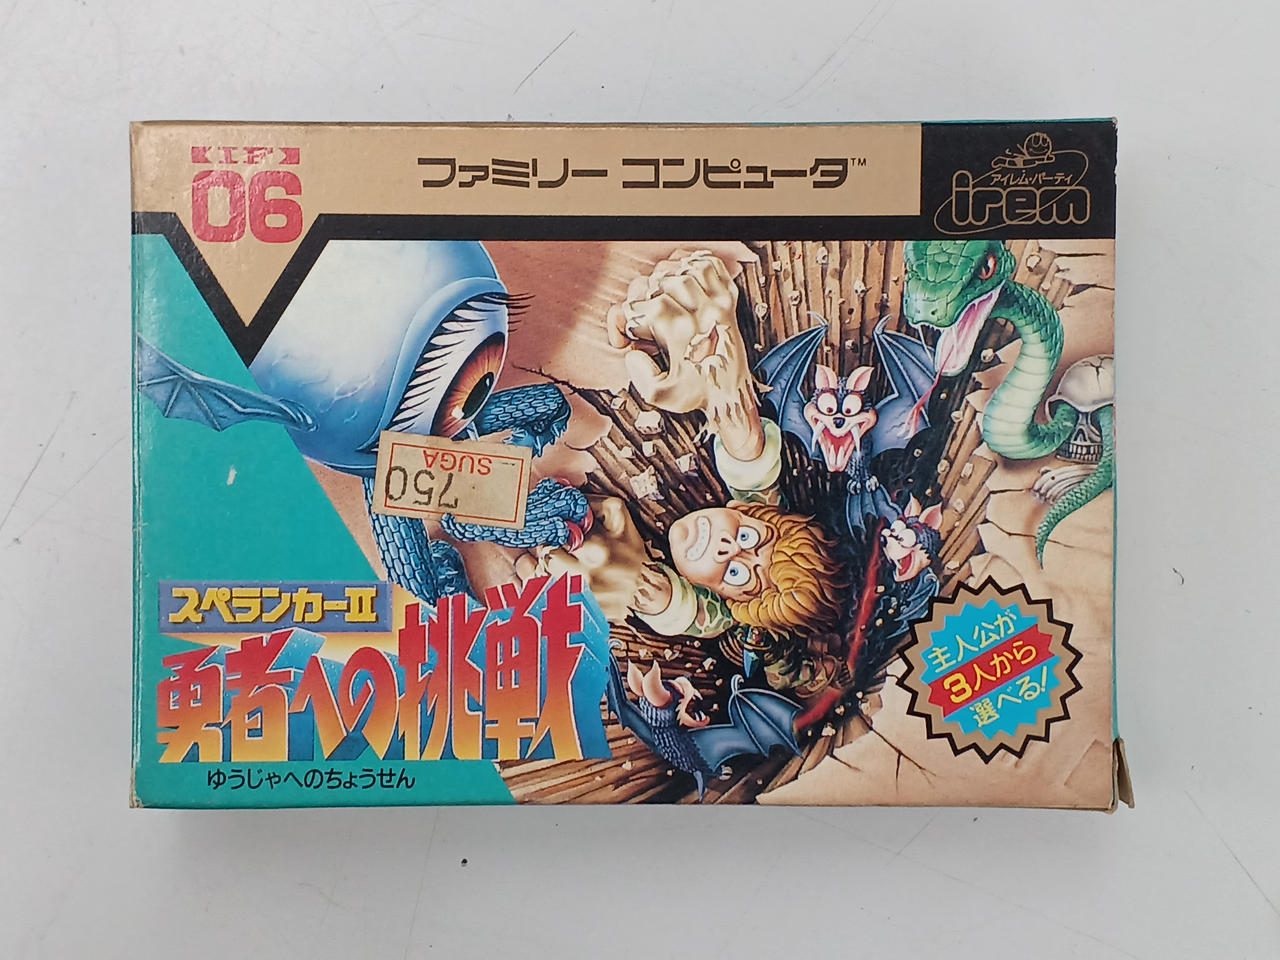 IF
06
ファミリーコンピュータ™
アイレム・パーティ
irem
750
SUGA
スペランカーII
勇者への挑戦
ゆうじゃへのちょうせん
主人公が
3人から
選べる!